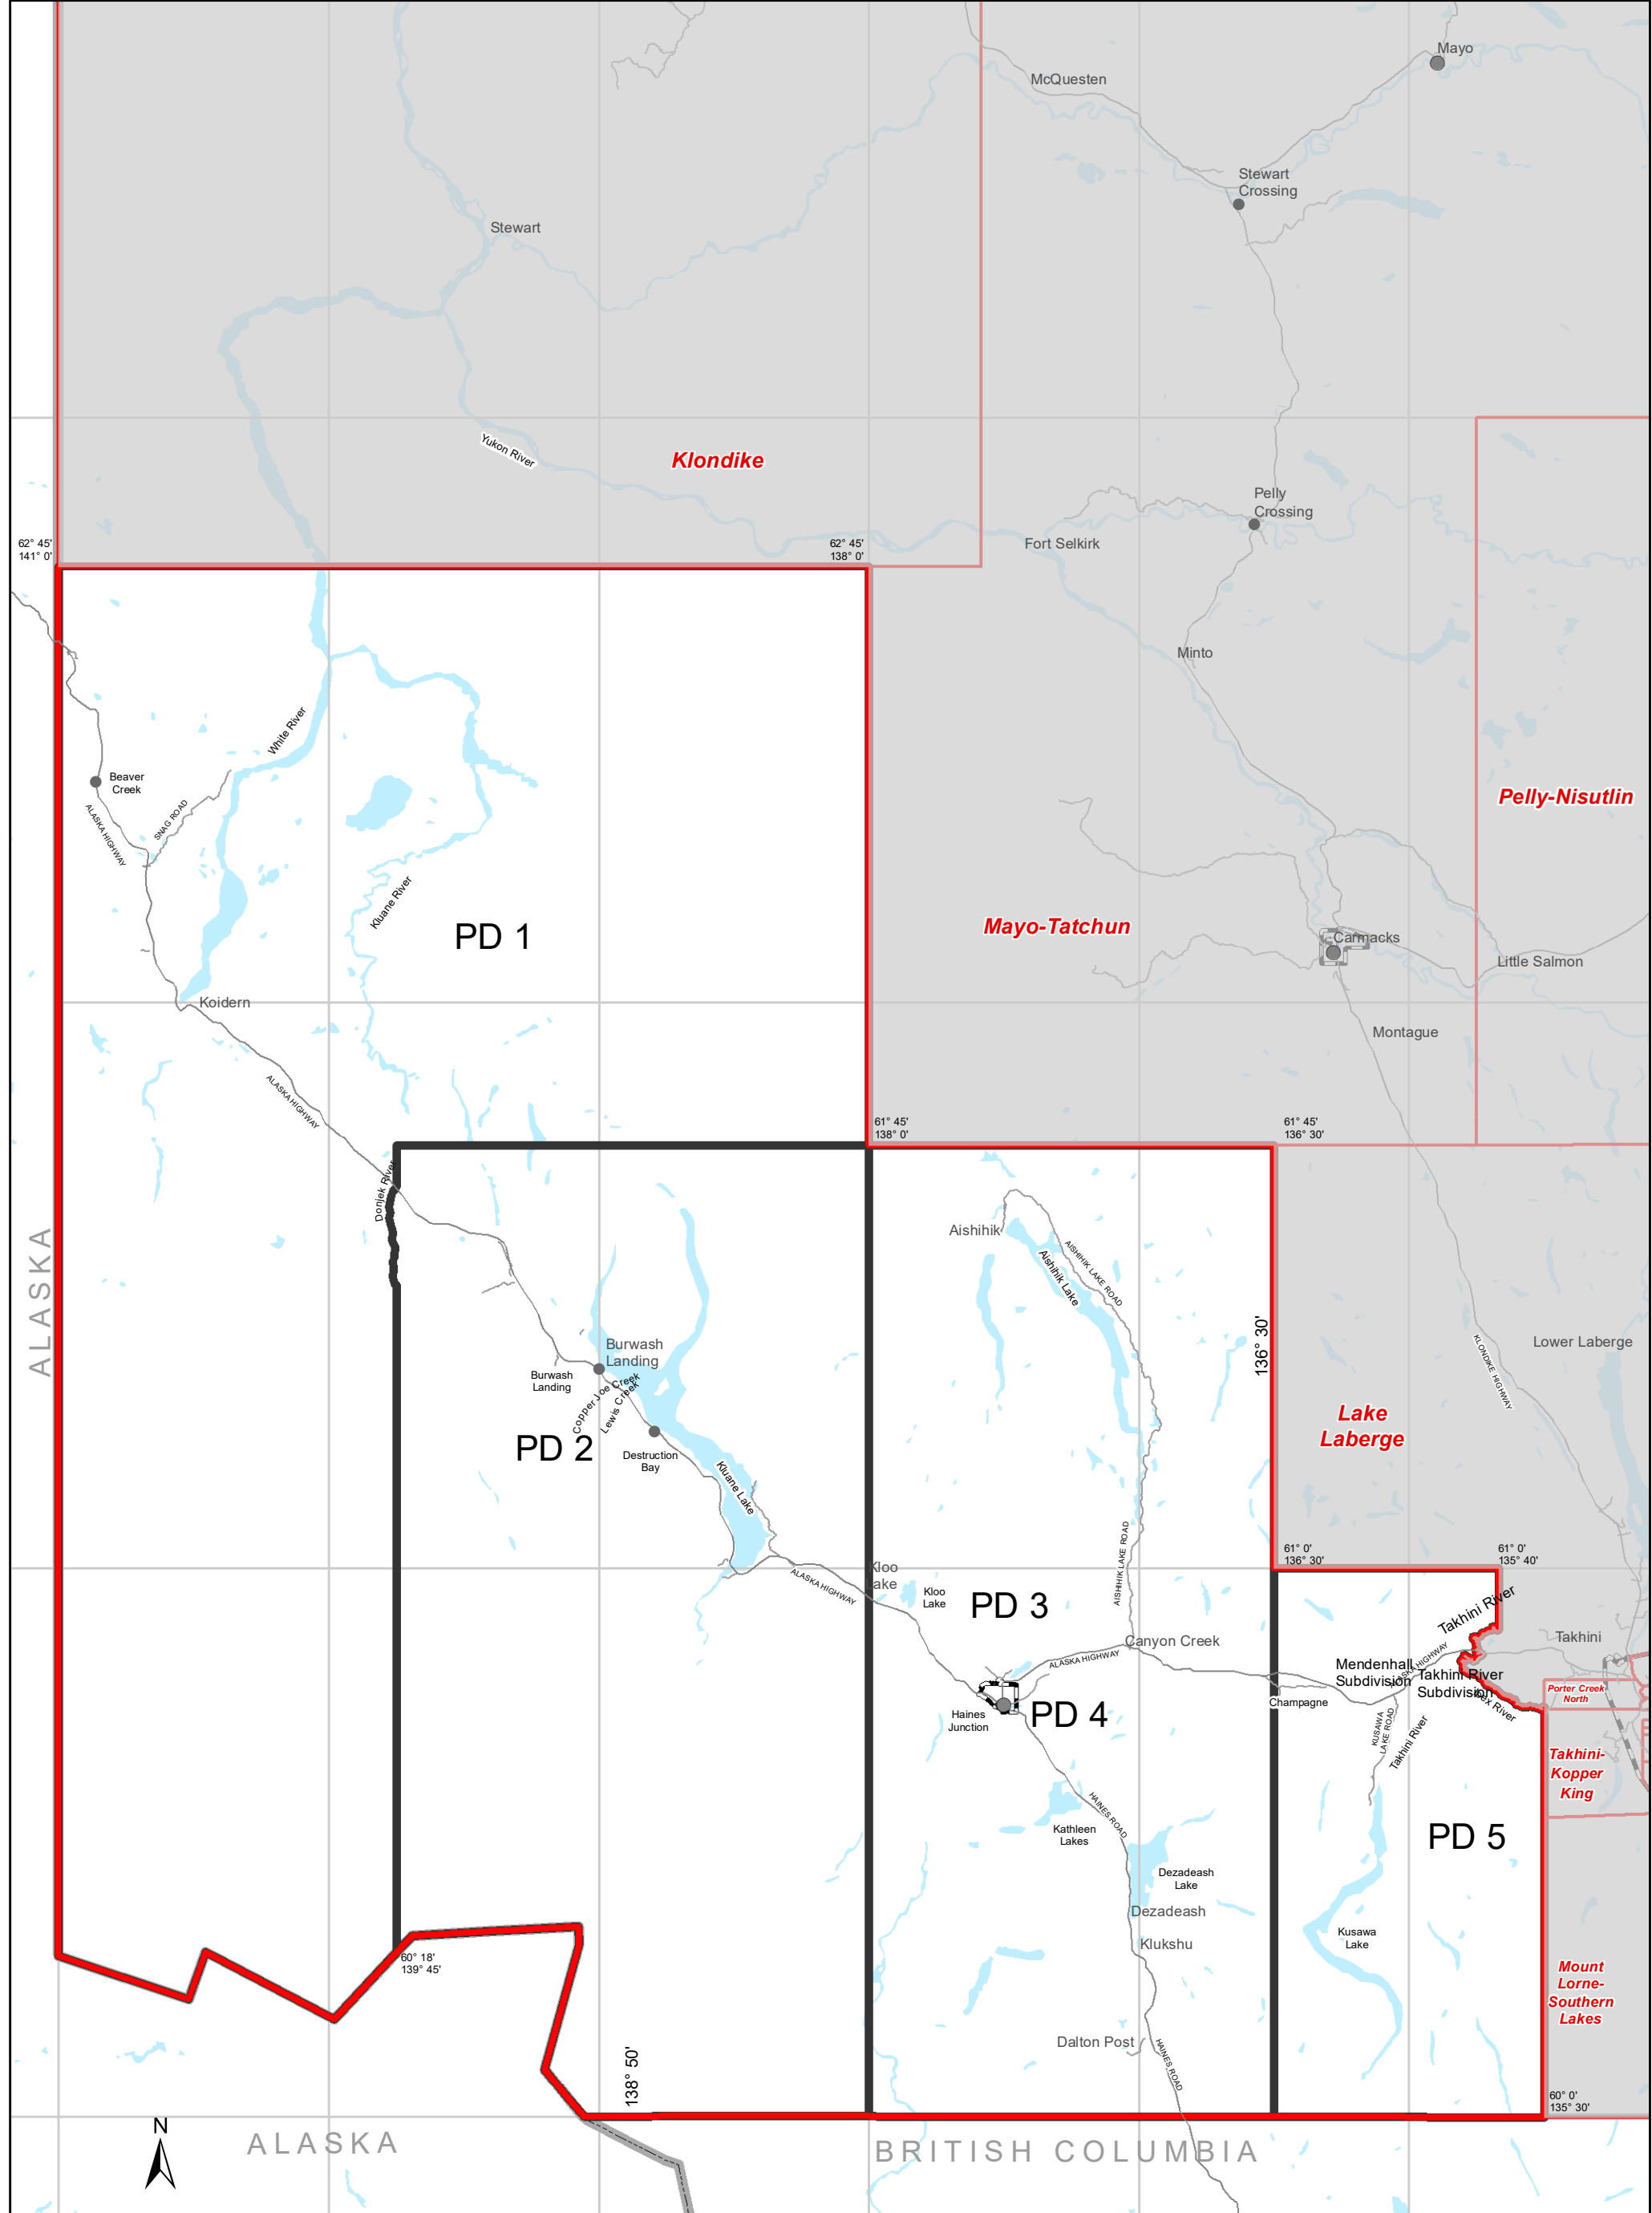 Mayo
McQuesten
Stewart
Crossing
Stewart
Yukon River
Klondike
Pelly
Crossing
Fort Selkirk
62° 45'
141° 0'
62° 45'
138° 0'
Minto
White River
Beaver
Creek
ALASKA HIGHWAY
SNAG ROAD
Pelly-Nisutlin
Kluane River
PD 1
Mayo-Tatchun
Carmacks
Little Salmon
Koidern
Montague
ALASKA HIGHWAY
61° 45'
138° 0'
61° 45'
136° 30'
Donjek River
ALASKA
Aishihik
Aishihik Lake
AISHIHIK LAKE ROAD
136° 30'
Lower Laberge
KLONDIKE HIGHWAY
Burwash
Landing
Burwash
Landing
Copper Joe Creek
Lewis Creek
PD 2
Destruction
Bay
Kluane Lake
Lake
Laberge
AISHIHIK LAKE ROAD
61° 0'
136° 30'
61° 0'
135° 40'
Kloo
Lake
ALASKA HIGHWAY
Kloo
Lake
PD 3
Takhini River
Takhini
Canyon Creek
ALASKA HIGHWAY
ALASKA HIGHWAY
Mendenhall
Subdivision
Takhini River
Subdivision
Ibex River
Porter Creek
North
Champagne
Haines
Junction
PD 4
KUSAWA
LAKE ROAD
Takhini River
Takhini-
Kopper
King
HAINES ROAD
Kathleen
Lakes
PD 5
Dezadeash
Lake
Dezadeash
Klukshu
Kusawa
Lake
60° 18'
139° 45'
Mount
Lorne-
Southern
Lakes
Dalton Post
HAINES ROAD
138° 50'
60° 0'
135° 30'
N
ALASKA
BRITISH COLUMBIA